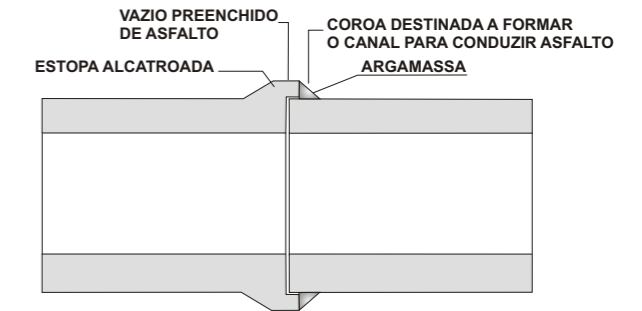 VAZIO PREENCHIDO
DE ASFALTO
COROA DESTINADA A FORMAR
O CANAL PARA CONDUZIR ASFALTO
ESTOPA ALCATROADA
ARGAMASSA